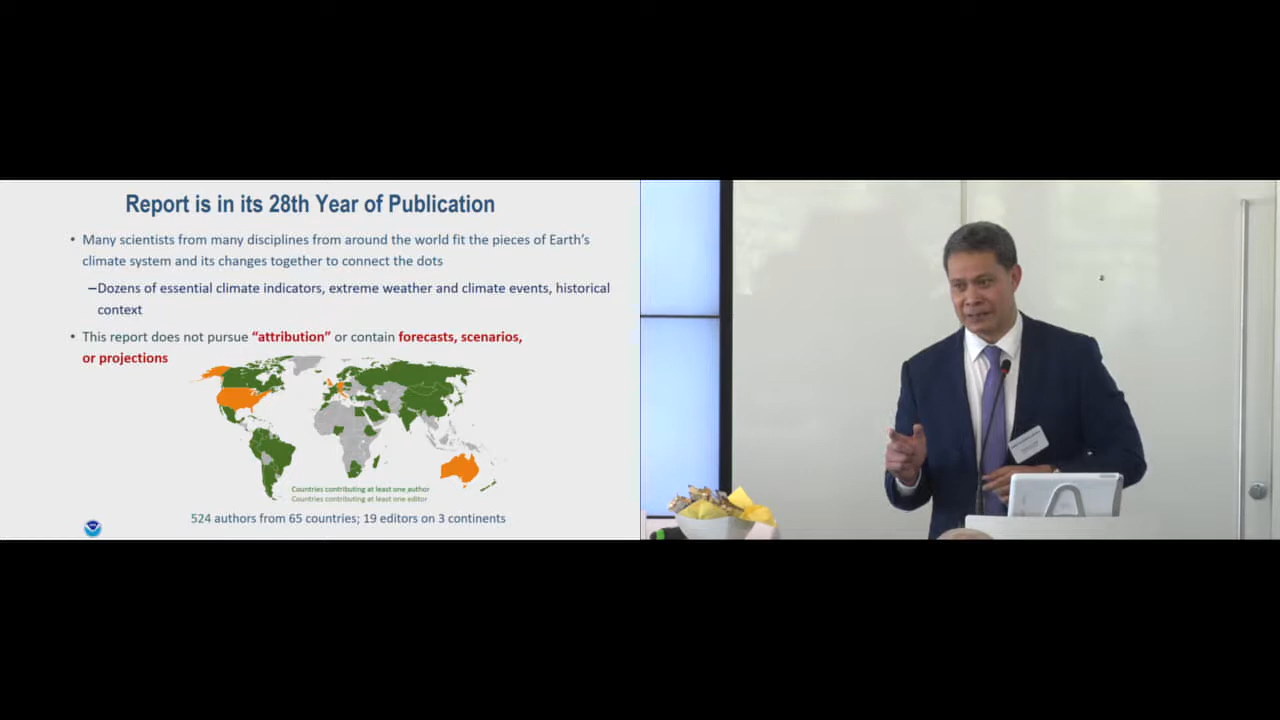 Report is in its 28th Year of Publication
• Many scientists from many disciplines from around the world fit the pieces of Earth's
climate system and its changes together to connect the dots
–Dozens of essential climate indicators, extreme weather and climate events, historical
context
• This report does not pursue “attribution” or contain forecasts, scenarios,
or projections
Countries contributing at least one author
Countries contributing at least one editor
524 authors from 65 countries; 19 editors on 3 continents